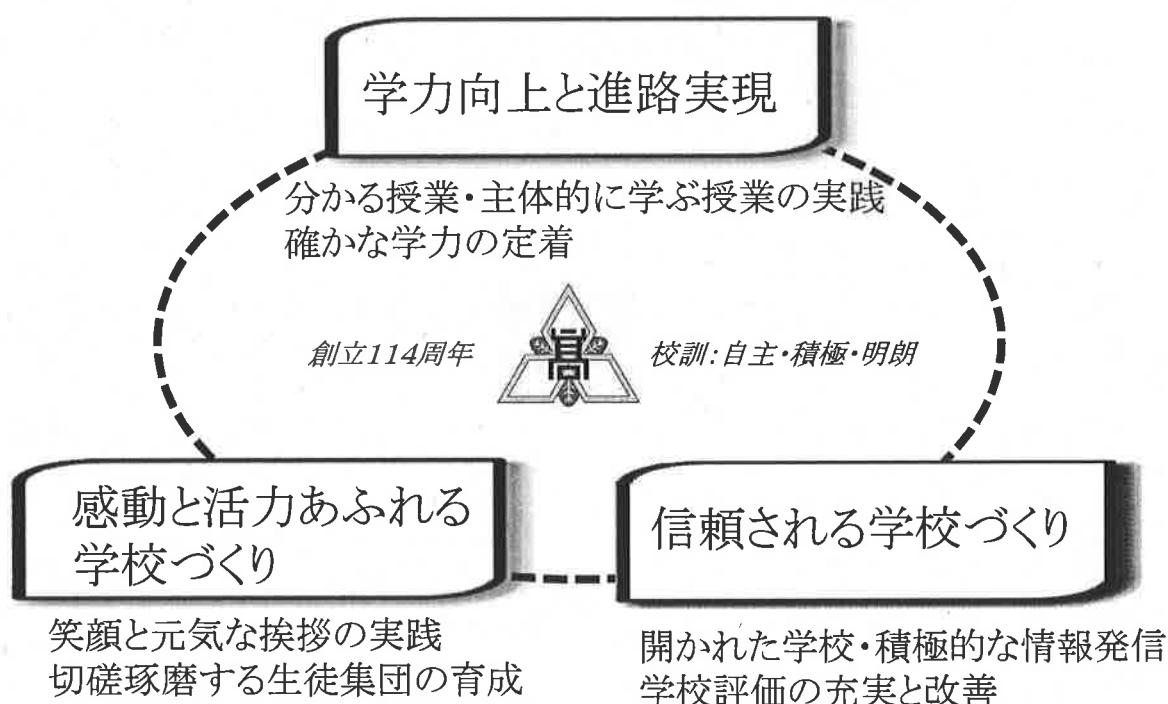 学力向上と進路実現
分かる授業・主体的に学ぶ授業の実践
確かな学力の定着
創立114周年
高
校訓:自主・積極・明朗
感動と活力あふれる
学校づくり
信頼される学校づくり
笑顔と元気な挨拶の実践
切磋琢磨する生徒集団の育成
開かれた学校・積極的な情報発信
学校評価の充実と改善